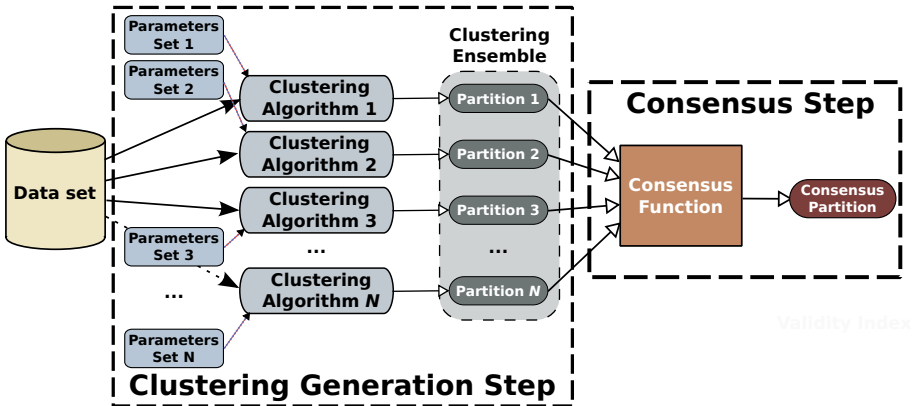 Parameters
Set 1
Parameters
Set 2
Clustering
Algorithm 1
Clustering
Algorithm 2
Clustering
Algorithm 3
...
Clustering
Algorithm N
Data set
Parameters
Set 3
...
Parameters
Set N
Clustering
Ensemble
Partition 1
Partition 2
Partition 3
...
Partition N
Clustering Generation Step
Consensus Step
Consensus
Function
Consensus
Partition
Validity Index